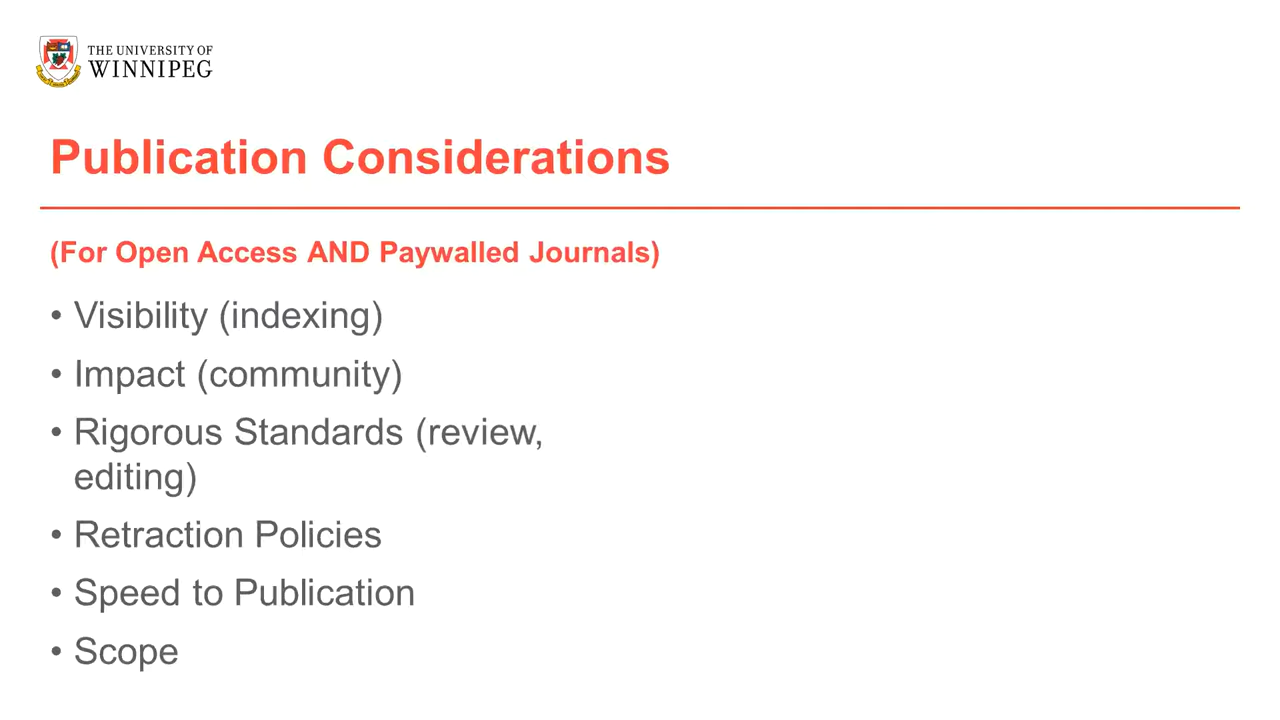 THE UNIVERSITY OF
WINNIPEG
Publication Considerations
(For Open Access AND Paywalled Journals)
• Visibility (indexing)
• Impact (community)
• Rigorous Standards (review,
editing)
• Retraction Policies
• Speed to Publication
• Scope